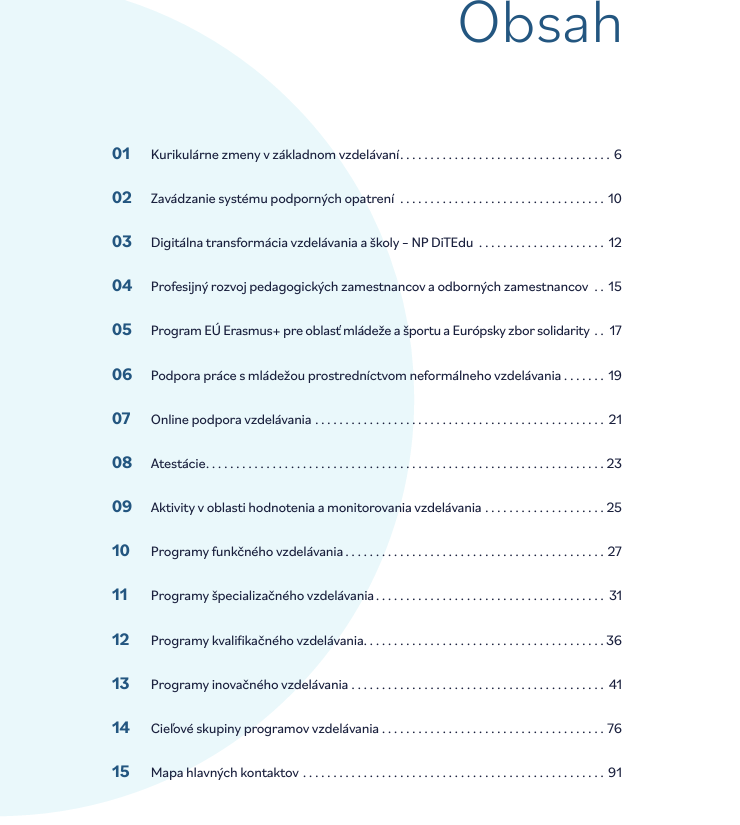 Obsah
01 Kurikulárne zmeny v základnom vzdelávaní. . . . . . . . . . . . . . . . . . . . . . . . . . . . . . . . . . . 6
02 Zavádzanie systému podporných opatrení . . . . . . . . . . . . . . . . . . . . . . . . . . . . . . . . . . 10
03 Digitálna transformácia vzdelávania a školy – NP DiTEdu . . . . . . . . . . . . . . . . . . . . . 12
04 Profesijný rozvoj pedagogických zamestnancov a odborných zamestnancov . . 15
05 Program EÚ Erasmus+ pre oblasť mládeže a športu a Európsky zbor solidarity . . 17
06 Podpora práce s mládežou prostredníctvom neformálneho vzdelávania . . . . . . . 19
07 Online podpora vzdelávania . . . . . . . . . . . . . . . . . . . . . . . . . . . . . . . . . . . . . . . . . . . . . . . . 21
08 Atestácie. . . . . . . . . . . . . . . . . . . . . . . . . . . . . . . . . . . . . . . . . . . . . . . . . . . . . . . . . . . . . . . . . . 23
09 Aktivity v oblasti hodnotenia a monitorovania vzdelávania . . . . . . . . . . . . . . . . . . . . 25
10 Programy funkčného vzdelávania . . . . . . . . . . . . . . . . . . . . . . . . . . . . . . . . . . . . . . . . . . . 27
11 Programy špecializačného vzdelávania . . . . . . . . . . . . . . . . . . . . . . . . . . . . . . . . . . . . . . 31
12 Programy kvalifikačného vzdelávania. . . . . . . . . . . . . . . . . . . . . . . . . . . . . . . . . . . . . . . . 36
13 Programy inovačného vzdelávania . . . . . . . . . . . . . . . . . . . . . . . . . . . . . . . . . . . . . . . . . . 41
14 Cieľové skupiny programov vzdelávania . . . . . . . . . . . . . . . . . . . . . . . . . . . . . . . . . . . . . 76
15 Mapa hlavných kontaktov . . . . . . . . . . . . . . . . . . . . . . . . . . . . . . . . . . . . . . . . . . . . . . . . . . 91